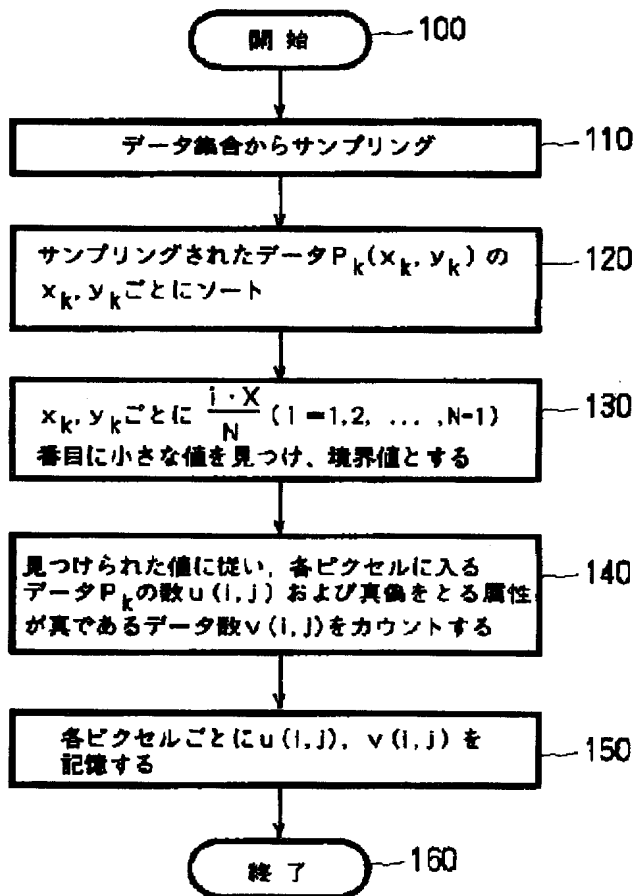 開始
100
データ集合からサンプリング
110
サンプリングされたデータPk(xk, yk)の
xk, ykごとにソート
120
xk, ykごとに i・X/N (i=1,2, ... ,N-1)
番目に小さな値を見つけ、境界値とする
130
見つけられた値に従い, 各ピクセルに入る
データPkの数u(i,j)および真偽をとる属性
が真であるデータ数v(i,j)をカウントする
140
各ピクセルごとにu(i,j), v(i,j)を
記憶する
150
終了
160